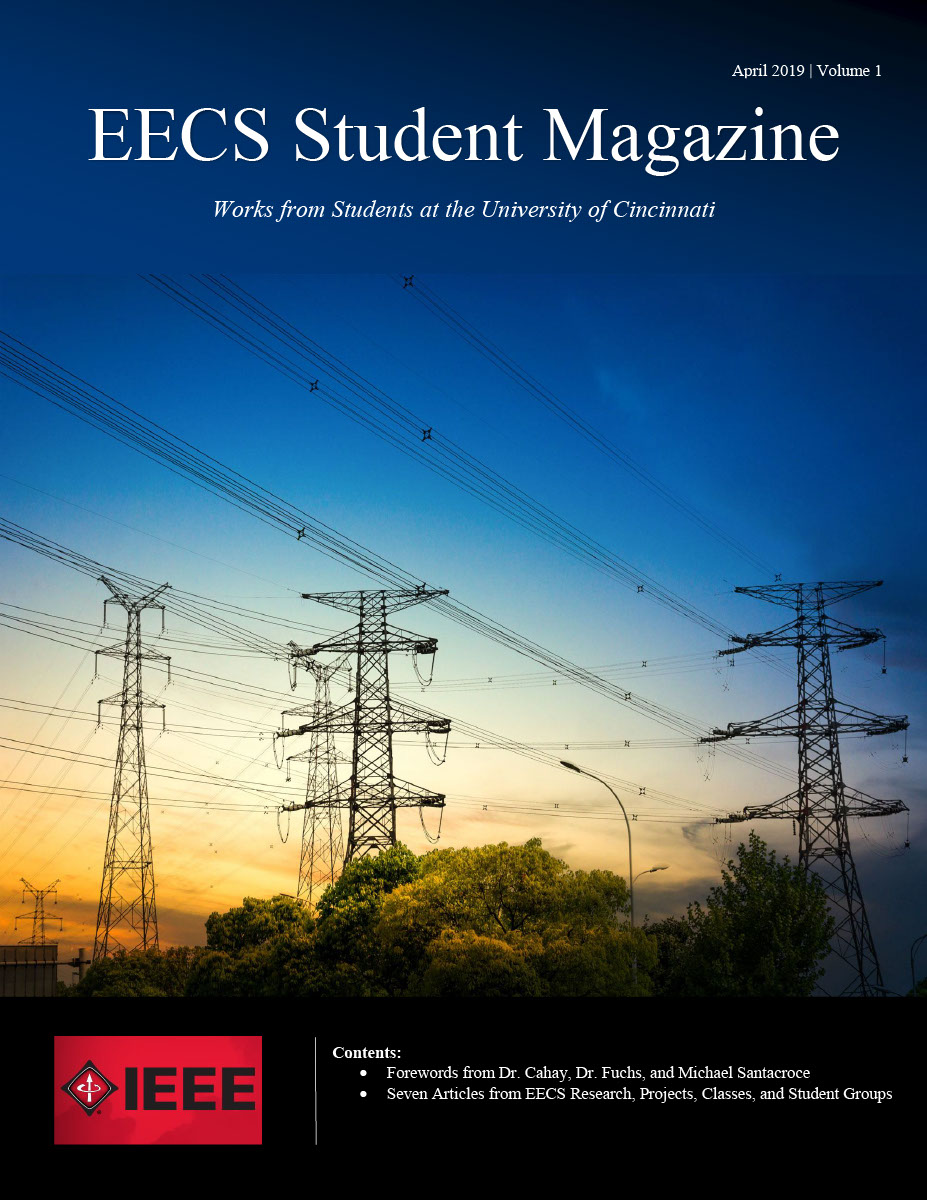 April 2019 | Volume 1
EECS Student Magazine
Works from Students at the University of Cincinnati
IEEE
Contents:
• Forewords from Dr. Cahay, Dr. Fuchs, and Michael Santacroce
• Seven Articles from EECS Research, Projects, Classes, and Student Groups